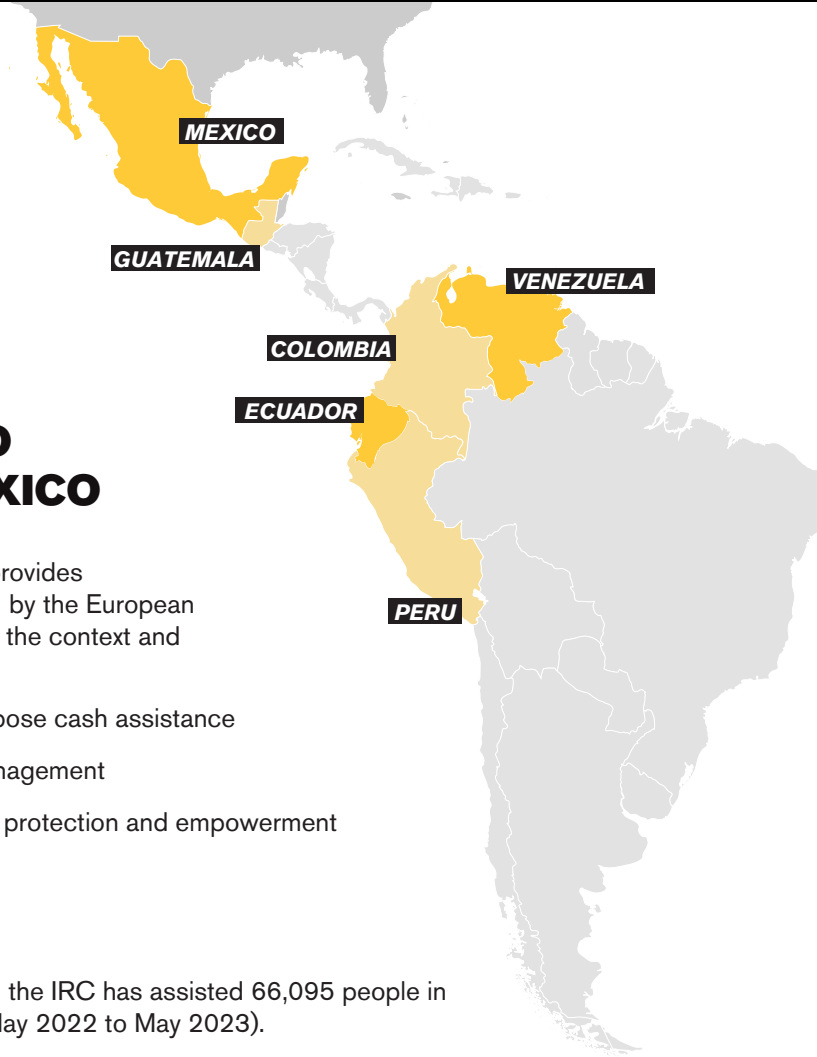 MEXICO
GUATEMALA
VENEZUELA
COLOMBIA
ECUADOR
XICO
rovides
by the European
the context and
PERU
pose cash assistance
nagement
protection and empowerment
the IRC has assisted 66,095 people in
May 2022 to May 2023).